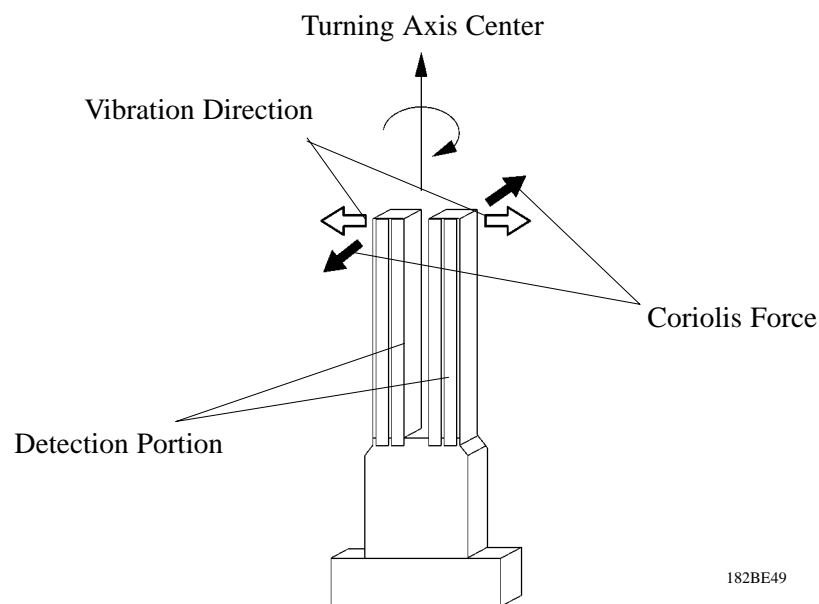 Turning Axis Center
Vibration Direction
Coriolis Force
Detection Portion
182BE49